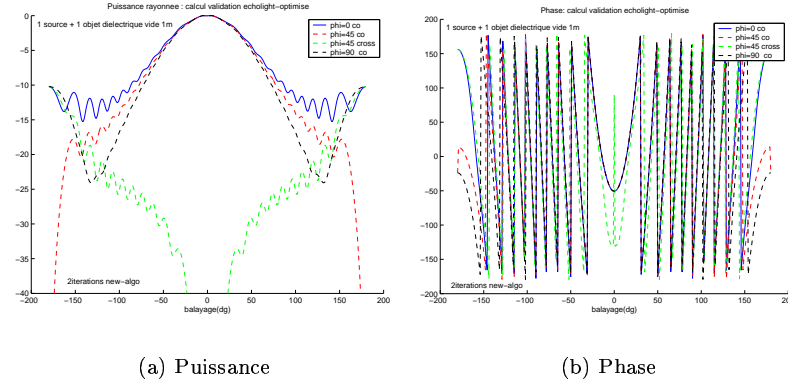 Puissance rayonnee : calcul validation echolight-optimise
1 source + 1 objet dielectrique vide 1m
phi=0 co
phi=45 co
phi=45 cross
phi=90 co
0
-5
-10
-15
-20
-25
-30
-35
-40
2iterations new-algo
-200 -150 -100 -50 0 50 100 150 200
balayage(dg)
(a) Puissance
Phase: calcul validation echolight-optimise
1 source + 1 objet dielectrique vide 1m
phi=0 co
phi=45 co
phi=45 cross
phi=90 co
200
150
100
50
0
-50
-100
-150
-200
2iterations new-algo
-200 -150 -100 -50 0 50 100 150 200
balayage(dg)
(b) Phase